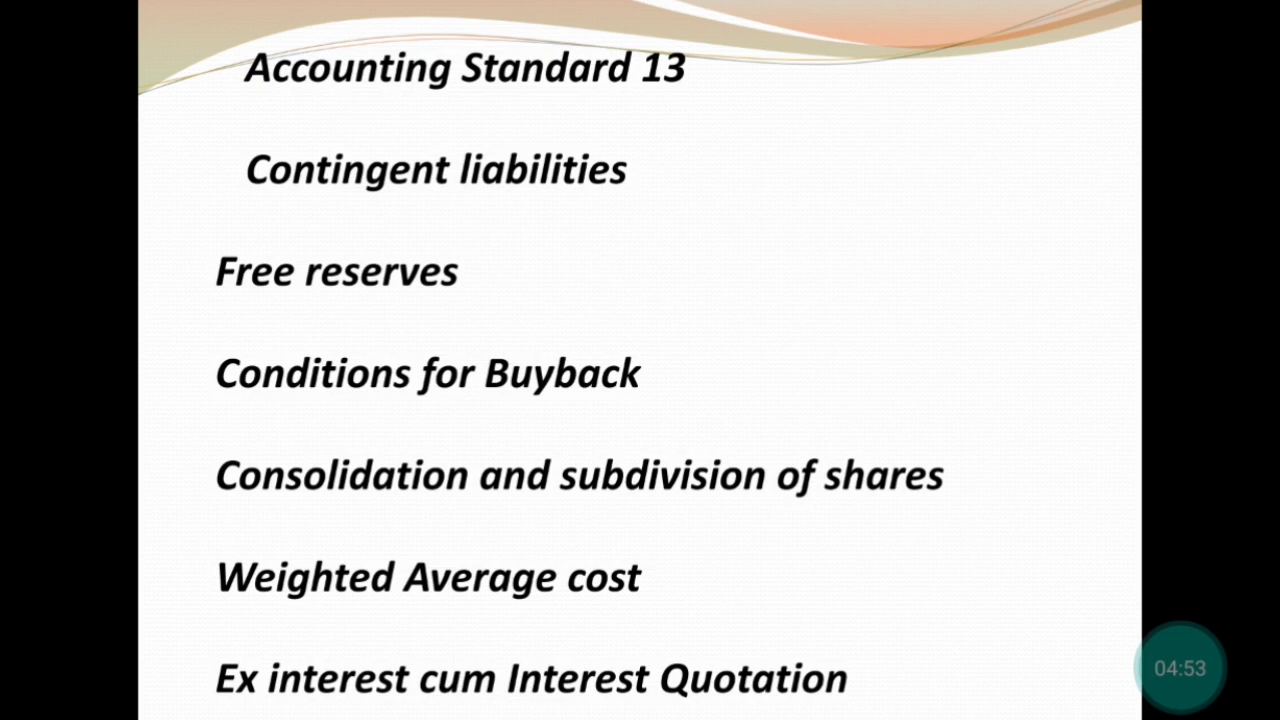 Accounting Standard 13
Contingent liabilities
Free reserves
Conditions for Buyback
Consolidation and subdivision of shares
Weighted Average cost
Ex interest cum Interest Quotation
04:53